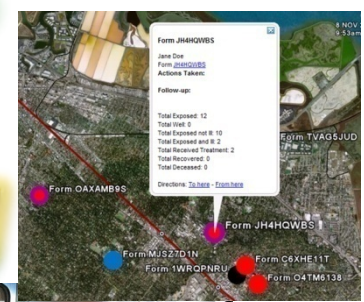 8 NOV
9:53am
Form JH4HQWBS
Jane Doe
Form JH4HQWBS
Actions Taken:
Follow-up:
Total Exposed: 12
Total Well: 0
Total Exposed not Ill: 10
Total Exposed and Ill: 2
Total Received Treatment: 2
Total Recovered: 0
Total Deceased: 0
Directions: To here - From here
Form TVAG5JUD
Form OAXAMB9S
Form JH4HQWBS
Form MJSZ7D1N
Form C6XHE11T
Form 1WRQPNRU
Form O4TM6138